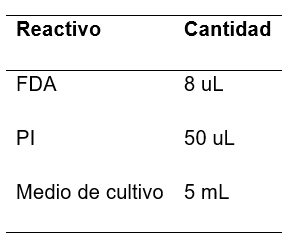 Reactivo Cantidad
FDA 8 uL
PI 50 uL
Medio de cultivo 5 mL